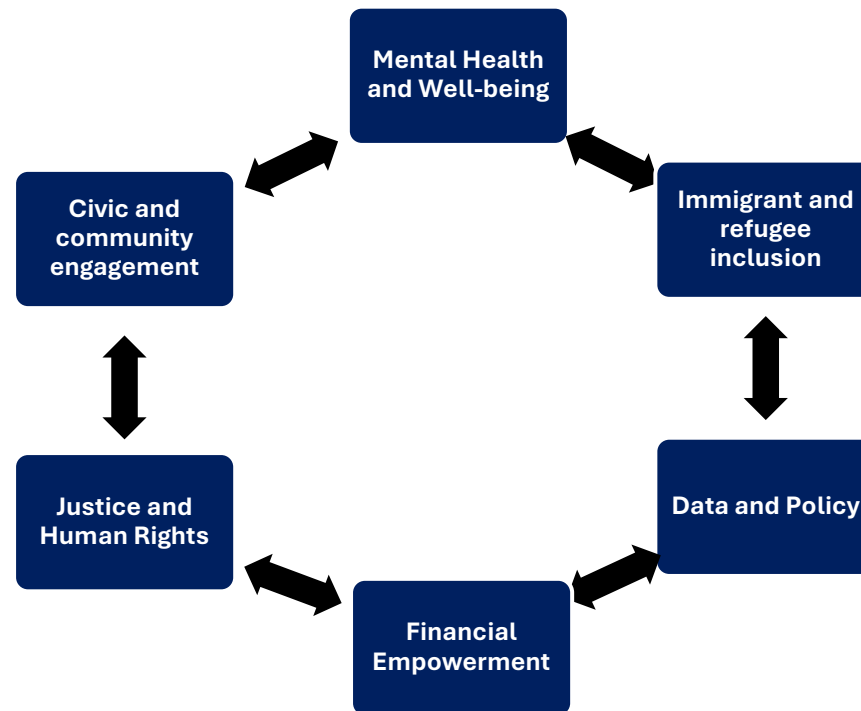 Mental Health
and Well-being
Immigrant and
refugee
inclusion
Data and Policy
Financial
Empowerment
Justice and
Human Rights
Civic and
community
engagement